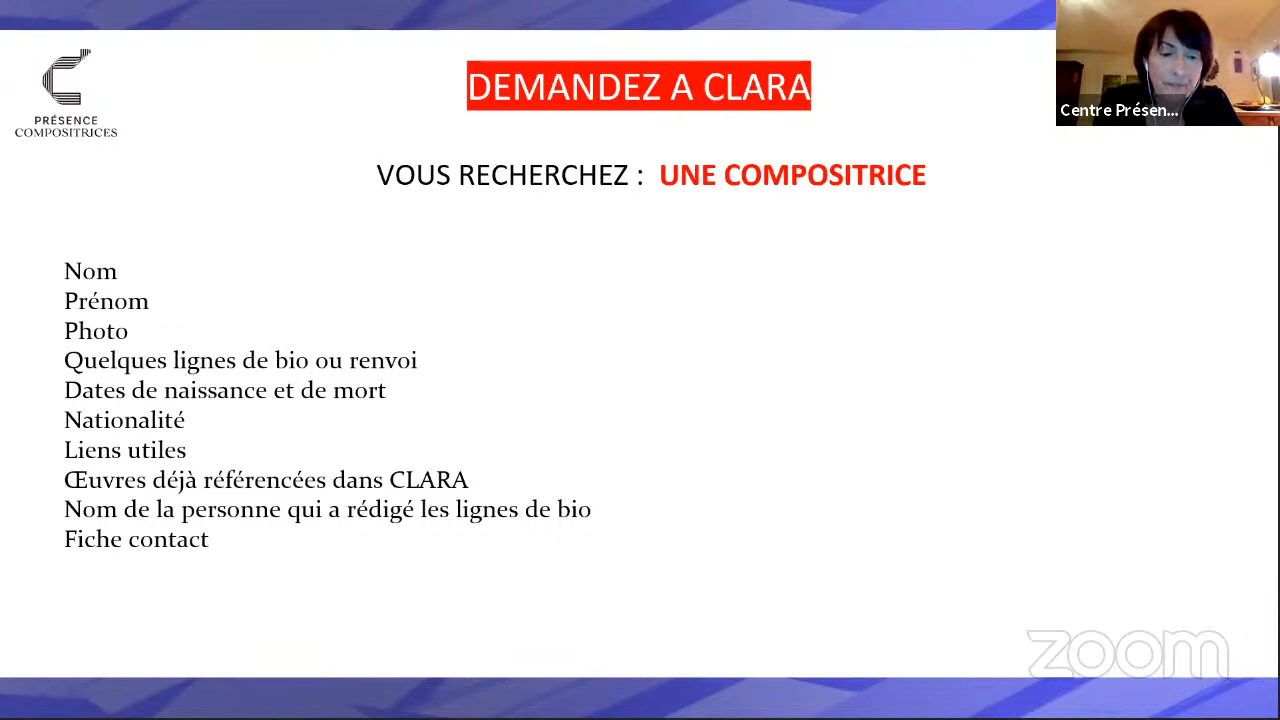 PRÉSENCE
COMPOSITRICES
DEMANDEZ A CLARA
Centre Présen...
VOUS RECHERCHEZ : UNE COMPOSITRICE
Nom
Prénom
Photo
Quelques lignes de bio ou renvoi
Dates de naissance et de mort
Nationalité
Liens utiles
Œuvres déjà référencées dans CLARA
Nom de la personne qui a rédigé les lignes de bio
Fiche contact
zoom